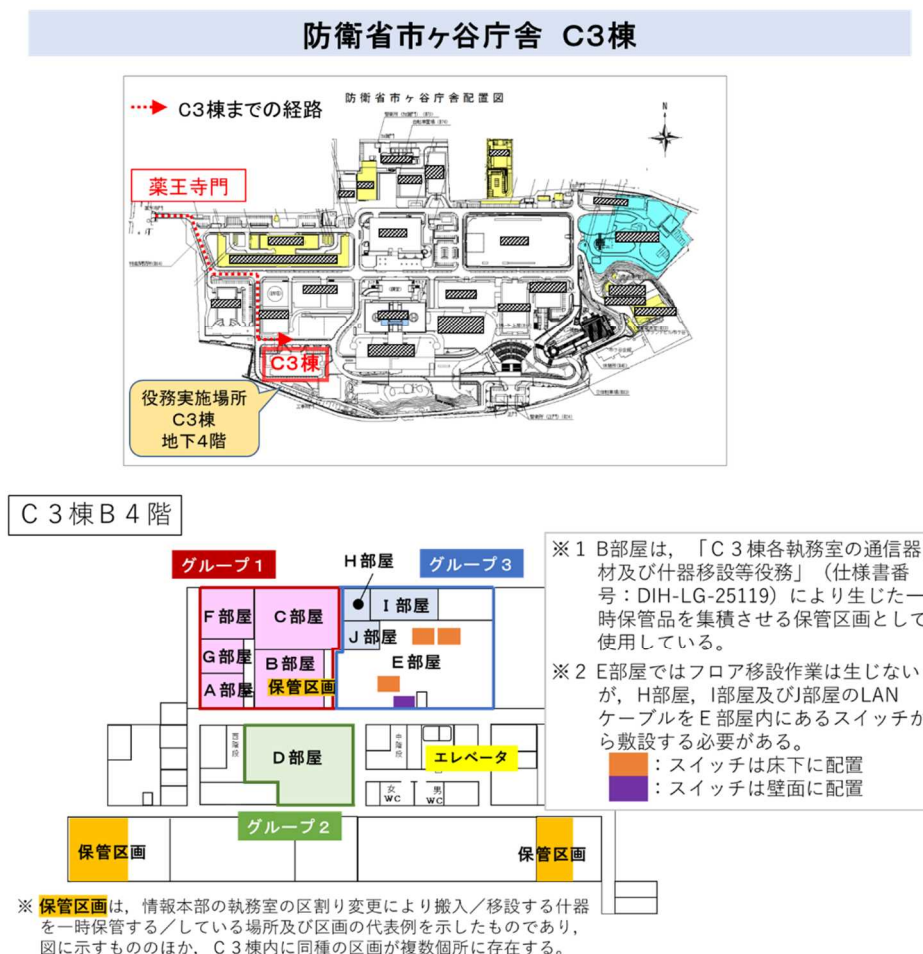 防衛省市ヶ谷庁舎 C3棟
C3棟までの経路
防衛省市ヶ谷庁舎配置図
N
薬王寺門
C3棟
役務実施場所
C3棟
地下4階
C3棟B4階
グループ1
H部屋
グループ3
F部屋
C部屋
I部屋
J部屋
G部屋
B部屋
E部屋
A部屋
保管区画
西階段
D部屋
中階段
エレベータ
女
WC
男
WC
グループ2
保管区画
保管区画
※1 B部屋は,「C3棟各執務室の通信器
材及び什器移設等役務」(仕様書番
号:DIH-LG-25119)により生じた一
時保管品を集積させる保管区画として
使用している。
※2 E部屋ではフロア移設作業は生じない
が,H部屋,I部屋及びJ部屋のLAN
ケーブルをE部屋内にあるスイッチか
ら敷設する必要がある。
:スイッチは床下に配置
:スイッチは壁面に配置
※ 保管区画は,情報本部の執務室の区割り変更により搬入/移設する什器
を一時保管する/している場所及び区画の代表例を示したものであり,
図に示すもののほか,C3棟内に同種の区画が複数個所に存在する。